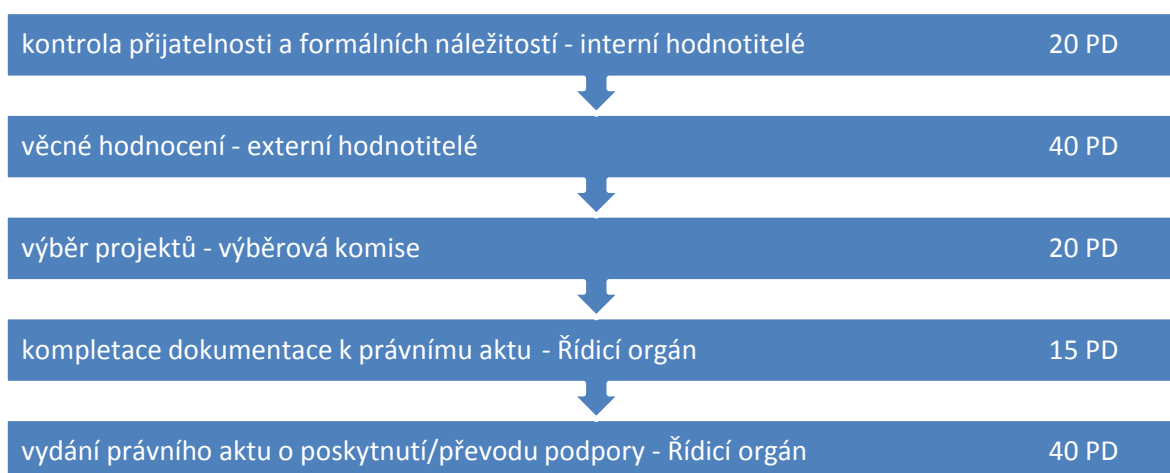 kontrola přijatelnosti a formálních náležitostí - interní hodnotitelé 20 PD
věcné hodnocení - externí hodnotitelé 40 PD
výběr projektů - výběrová komise 20 PD
kompletace dokumentace k právnímu aktu - Řídicí orgán 15 PD
vydání právního aktu o poskytnutí/převodu podpory - Řídicí orgán 40 PD